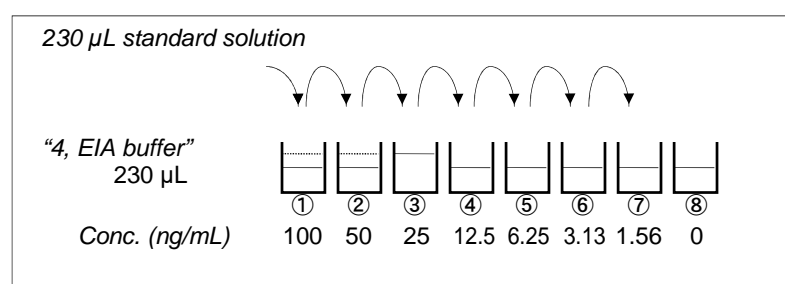 230 µL standard solution
“4, EIA buffer”
230 µL
① ② ③ ④ ⑤ ⑥ ⑦ ⑧
Conc. (ng/mL) 100 50 25 12.5 6.25 3.13 1.56 0